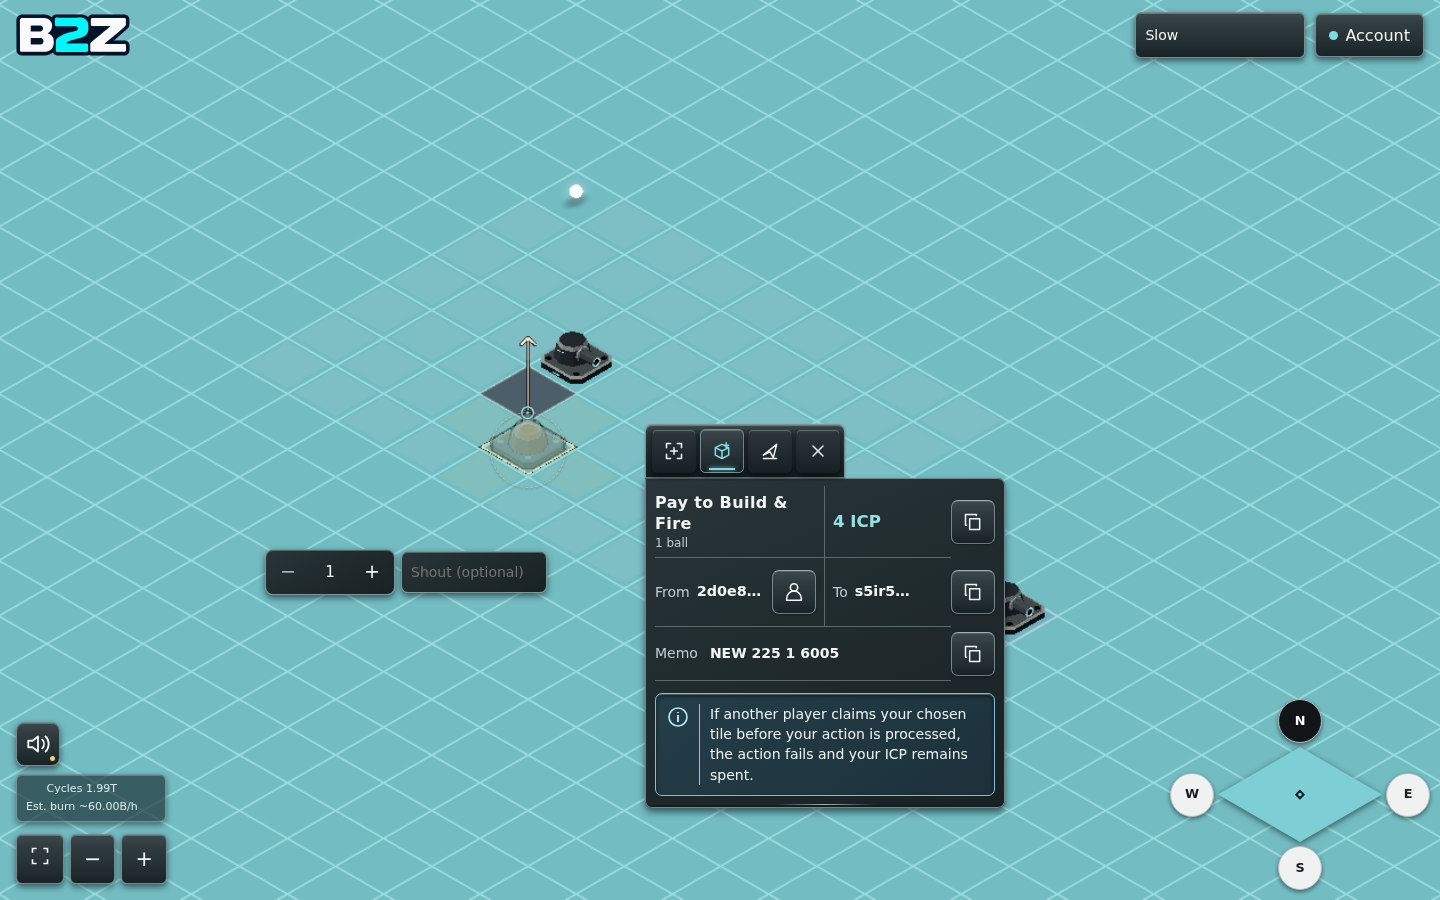 B2Z
Slow
Account
Pay to Build &
Fire
1 ball
4 ICP
From 2d0e8...
To s5ir5...
Memo NEW 225 1 6005
If another player claims your chosen
tile before your action is processed,
the action fails and your ICP remains
spent.
− 1 +
Shout (optional)
Cycles 1.99T
Est. burn ~60.00B/h
− +
N
W
E
S